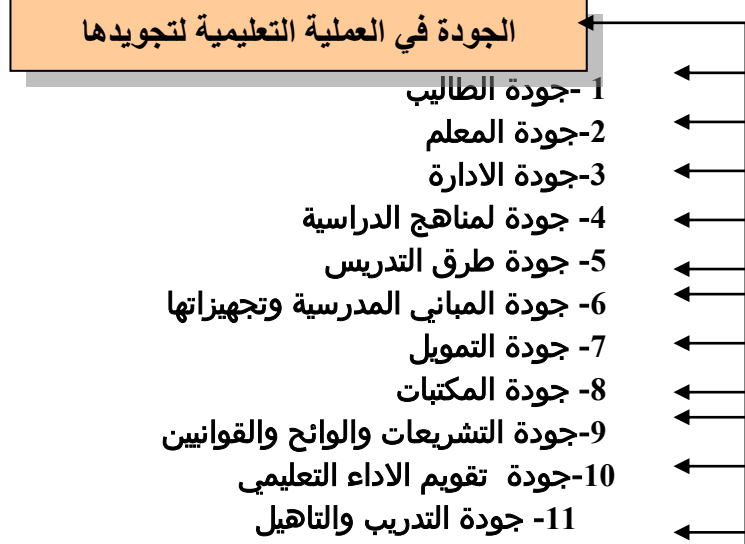 الجودة في العملية التعليمية لتجويدها
1 -جودة الطاليب
2-جودة المعلم
3-جودة الادارة
4- جودة لمناهج الدراسية
5- جودة طرق التدريس
6- جودة المباني المدرسية وتجهيزاتها
7- جودة التمويل
8- جودة المكتبات
9-جودة التشريعات والوائح والقوانيين
10-جودة تقويم الاداء التعليمي
11- جودة التدريب والتاهيل